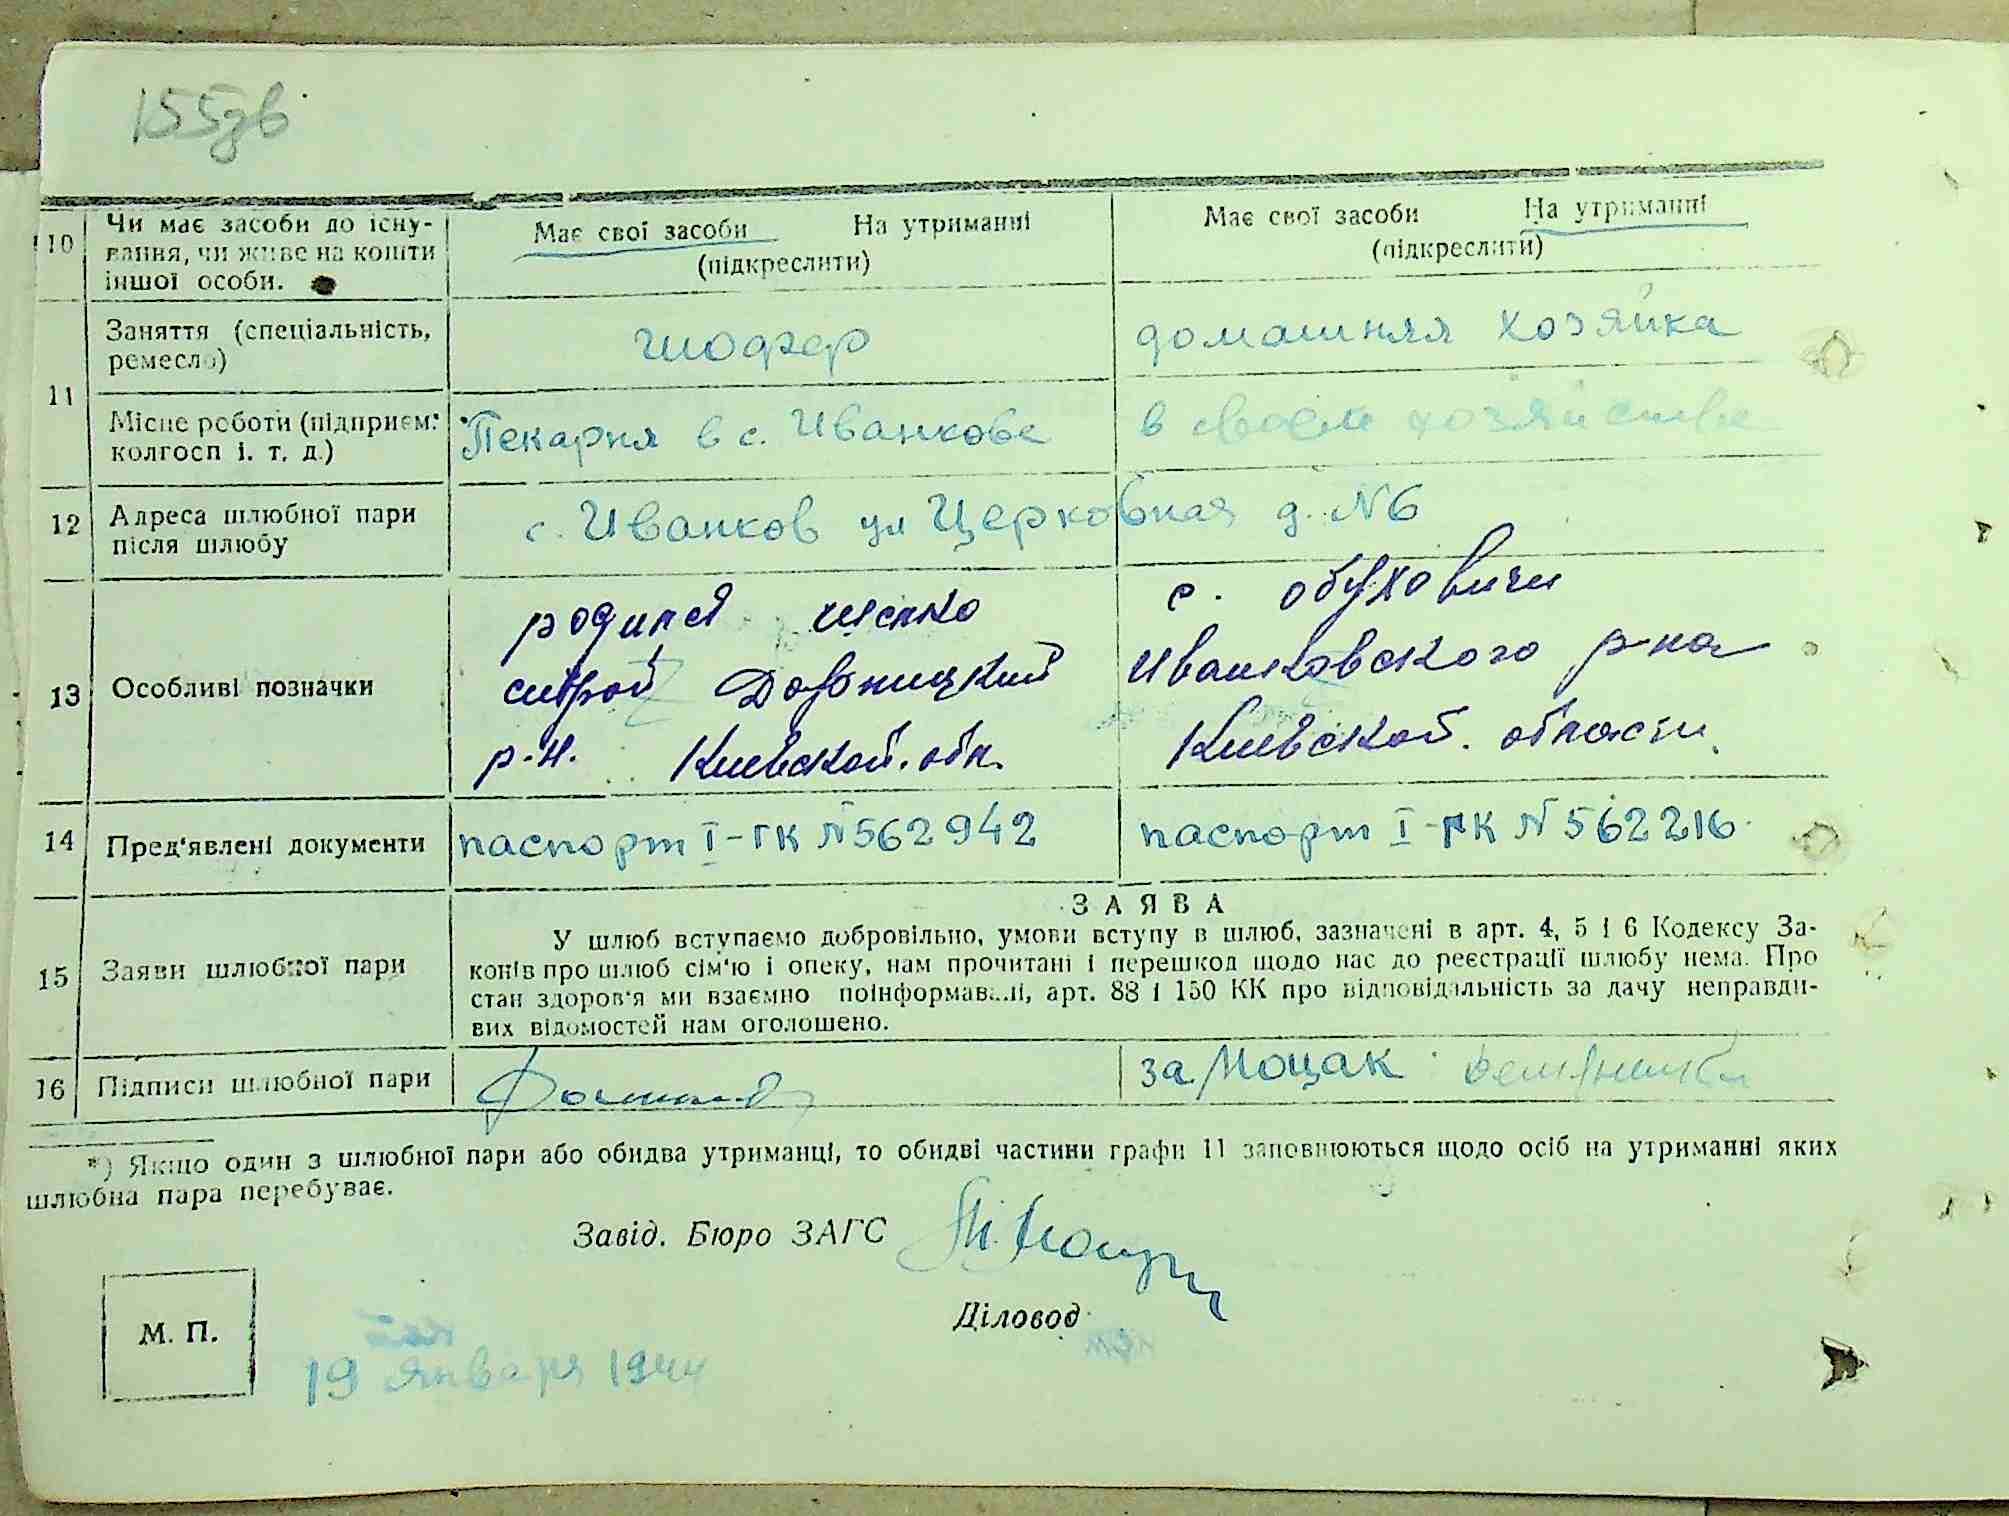 155зв
10 Чи має засоби до існування, чи живе на кошти іншої особи.
Має свої засоби На утриманні
(підкреслити)
Має свої засоби На утриманні
(підкреслити)
11 Заняття (спеціальність, ремесло)
шофер
домашняя хозяйка
Місце роботи (підприєм: колгосп і. т. д.)
Пекарня в с. Иванкове
в своем хозяйстве
12 Адреса шлюбної пари після шлюбу
с. Иванков ул Церковная д. №6
13 Особливі позначки
родился
р.н. Киевской. обл.
с. обуховичи
Иванковского р-на
Киевской. области.
14 Пред'явлені документи
паспорт I-ГК №562942
паспорт I-ГК №562216
15 Заяви шлюбної пари
ЗАЯВА
У шлюб вступаємо добровільно, умови вступу в шлюб, зазначені в арт. 4, 5 і 6 Кодексу За-
конів про шлюб сім'ю і опеку, нам прочитані і перешкод щодо нас до реєстрації шлюбу нема. Про
стан здоров'я ми взаємно поінформавалі, арт. 88 і 150 КК про відповідальність за дачу неправди-
вих відомостей нам оголошено.
16 Підписи шлюбної пари
за Моцак
*) Якщо один з шлюбної пари або обидва утриманці, то обидві частини графи 11 заповнюються щодо осіб на утриманні яких
шлюбна пара перебуває.
Завід. Бюро ЗАГС
Діловод
М. П.
19 января 1944